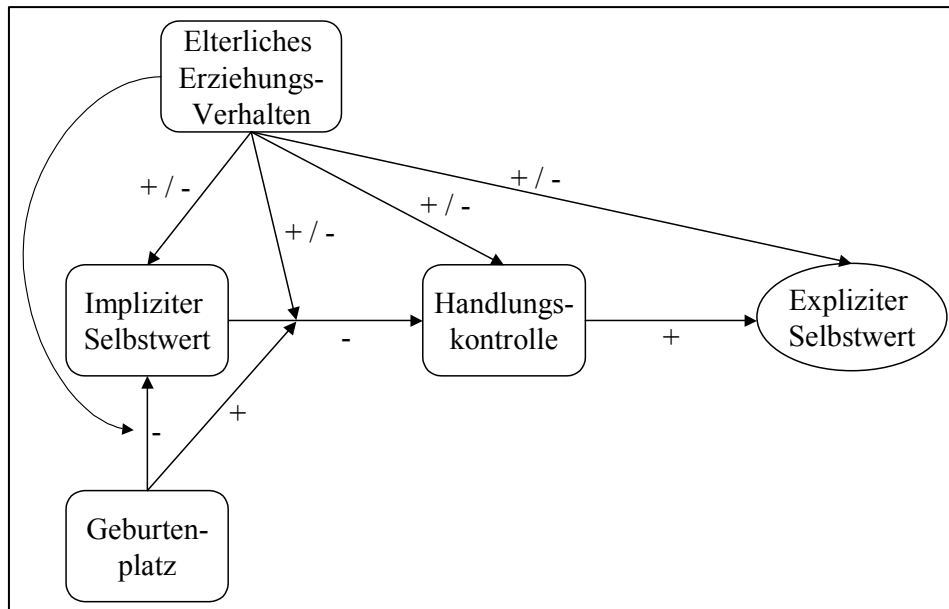 Elterliches
Erziehungs-
Verhalten
+ / -
+ / -
+ / -
+ / -
Impliziter
Selbstwert
-
Handlungs-
kontrolle
+
Expliziter
Selbstwert
-
+
Geburten-
platz